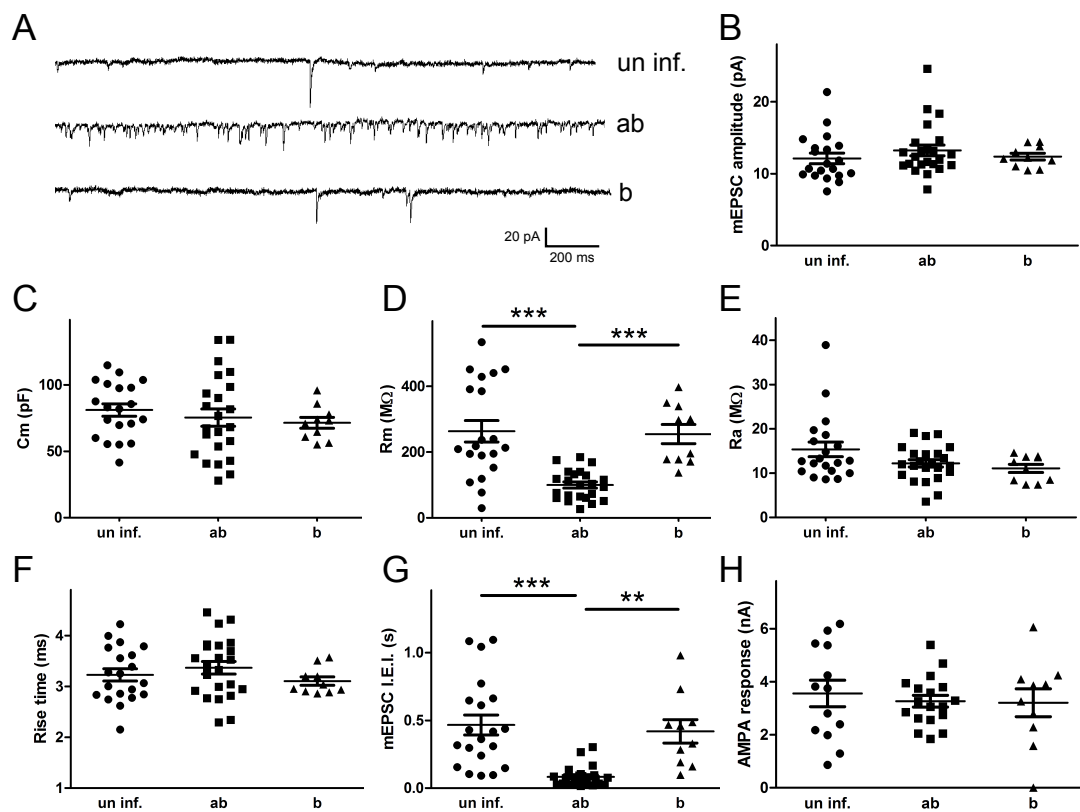 A
un inf.
ab
b
20 pA
200 ms
B
mEPSC amplitude (pA)
20
10
0
un inf. ab b
C
Cm (pF)
100
50
0
un inf. ab b
D
*** ***
Rm (MΩ)
400
200
0
un inf. ab b
E
Ra (MΩ)
40
30
20
10
0
un inf. ab b
F
Rise time (ms)
4
3
2
1
un inf. ab b
G
*** **
mEPSC I.E.I. (s)
1.0
0.5
0.0
un inf. ab b
H
AMPA response (nA)
6
4
2
0
un inf. ab b